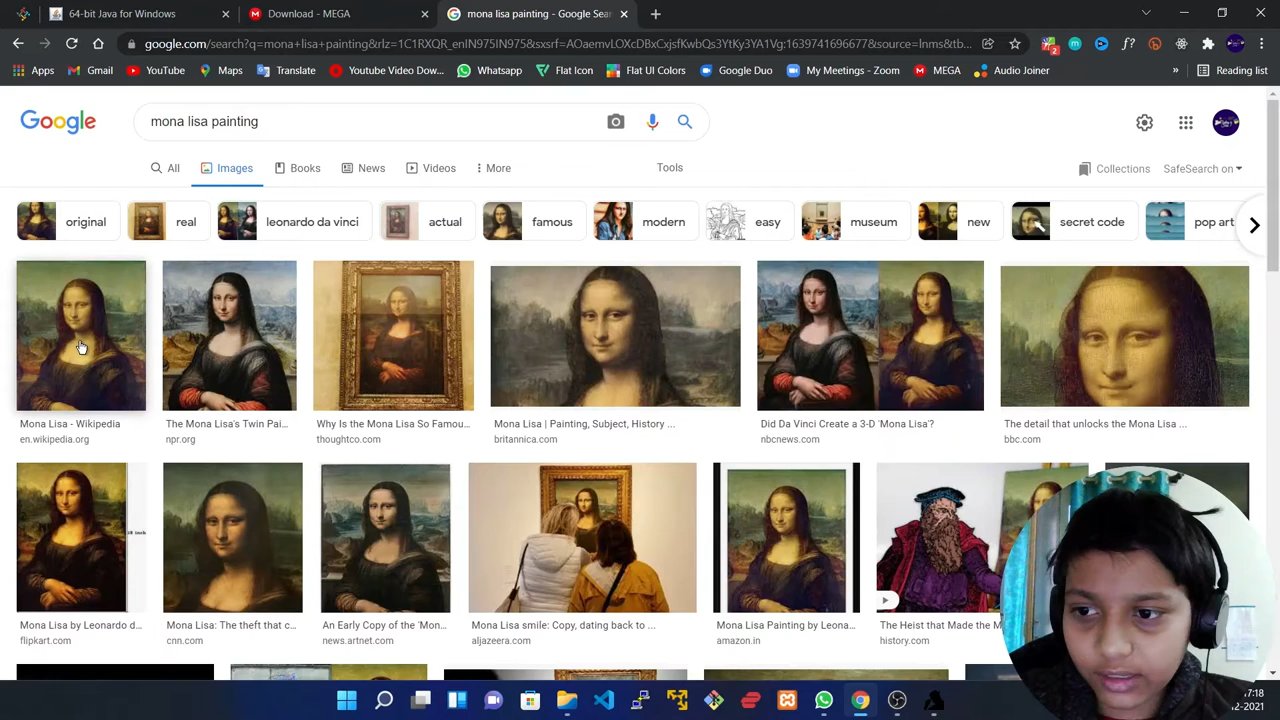 64-bit Java for Windows
Download - MEGA
mona lisa painting - Google Sear
google.com/search?q=mona+lisa+painting&rlz=1C1RXQR_enIN975IN975&sxsrf=AOaemvLOXcDBxCxjsfKwbQs3YtKy3YA1Vg:1639741696677&source=lnms&tb...
2
f?
Apps
Gmail
YouTube
Maps
Translate
Youtube Video Dow...
Whatsapp
Flat Icon
Flat UI Colors
Google Duo
My Meetings - Zoom
MEGA
Audio Joiner
»
Reading list
Google
mona lisa painting
All
Images
Books
News
Videos
More
Tools
Collections
SafeSearch on
original
real
leonardo da vinci
actual
famous
modern
easy
museum
new
secret code
pop art
Mona Lisa - Wikipedia
The Mona Lisa's Twin Pai...
Why Is the Mona Lisa So Famou...
Mona Lisa | Painting, Subject, History ...
Did Da Vinci Create a 3-D 'Mona Lisa'?
The detail that unlocks the Mona Lisa ...
en.wikipedia.org
npr.org
thoughtco.com
britannica.com
nbcnews.com
bbc.com
Mona Lisa by Leonardo d...
Mona Lisa: The theft that c...
An Early Copy of the 'Mon...
Mona Lisa smile: Copy, dating back to ...
Mona Lisa Painting by Leona...
The Heist that Made the M
flipkart.com
cnn.com
news.artnet.com
aljazeera.com
amazon.in
history.com
17:18
-12-2021